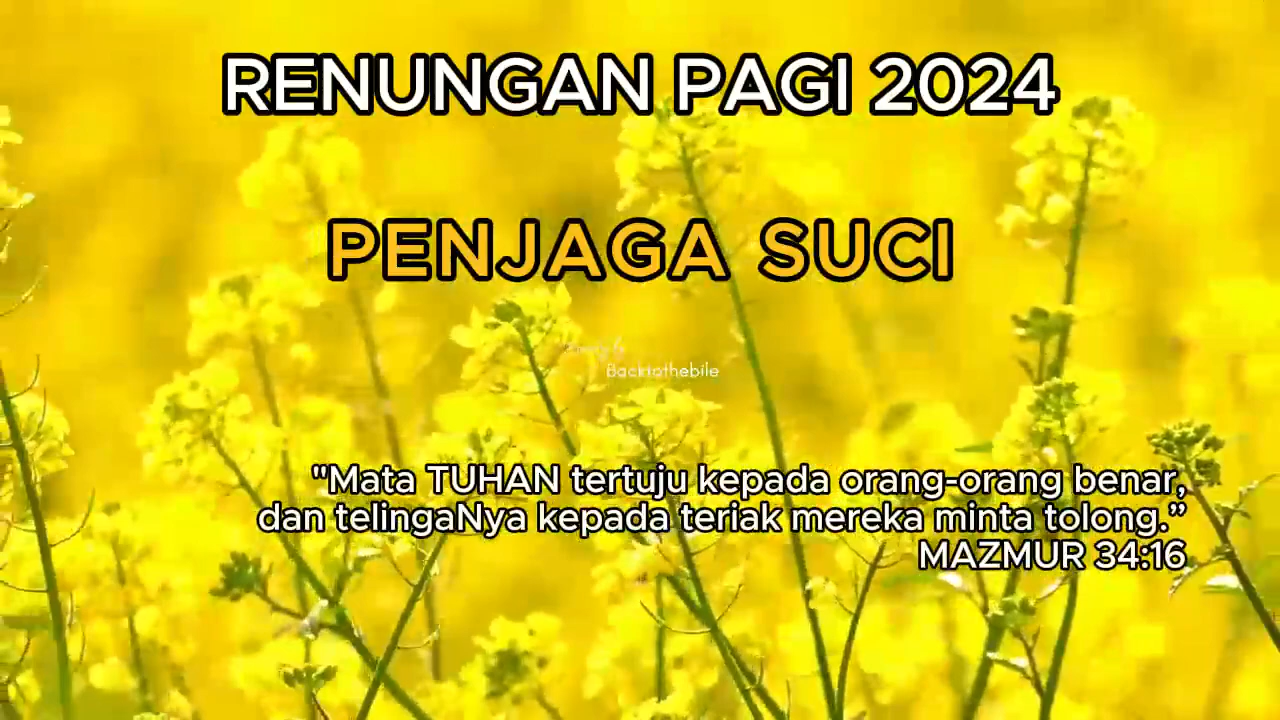 RENUNGAN PAGI 2024
PENJAGA SUCI
Backtothebile
"Mata TUHAN tertuju kepada orang-orang benar,
dan telingaNya kepada teriak mereka minta tolong.”
MAZMUR 34:16